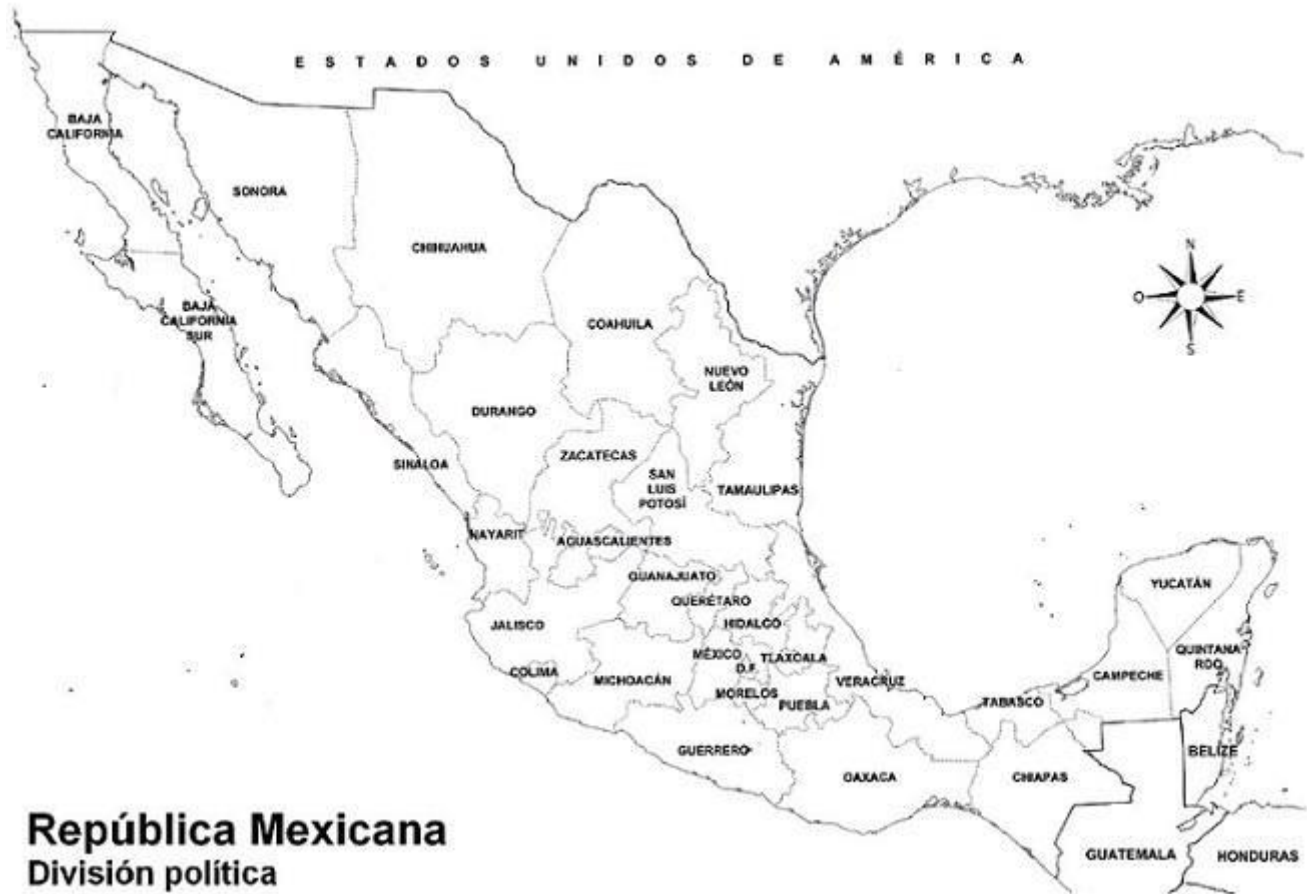 ESTADOS UNIDOS DE AMÉRICA
BAJA
CALIFORNIA
SONORA
CHIHUAHUA
N
O
E
S
BAJA
CALIFORNIA
SUR
COAHUILA
NUEVO
LEÓN
DURANGO
SINALOA
ZACATECAS
SAN
LUIS
POTOSÍ
TAMAULIPAS
NAYARIT
AGUASCALIENTES
GUANAJUATO
QUERÉTARO
HIDALGO
JALISCO
COLIMA
MICHOACÁN
MÉXICO
D.F.
TLAXCALA
MORELOS
PUEBLA
VERACRUZ
YUCATÁN
QUINTANA
ROO
CAMPECHE
TABASCO
BELIZE
GUERRERO
OAXACA
CHIAPAS
GUATEMALA
HONDURAS
República Mexicana
División política